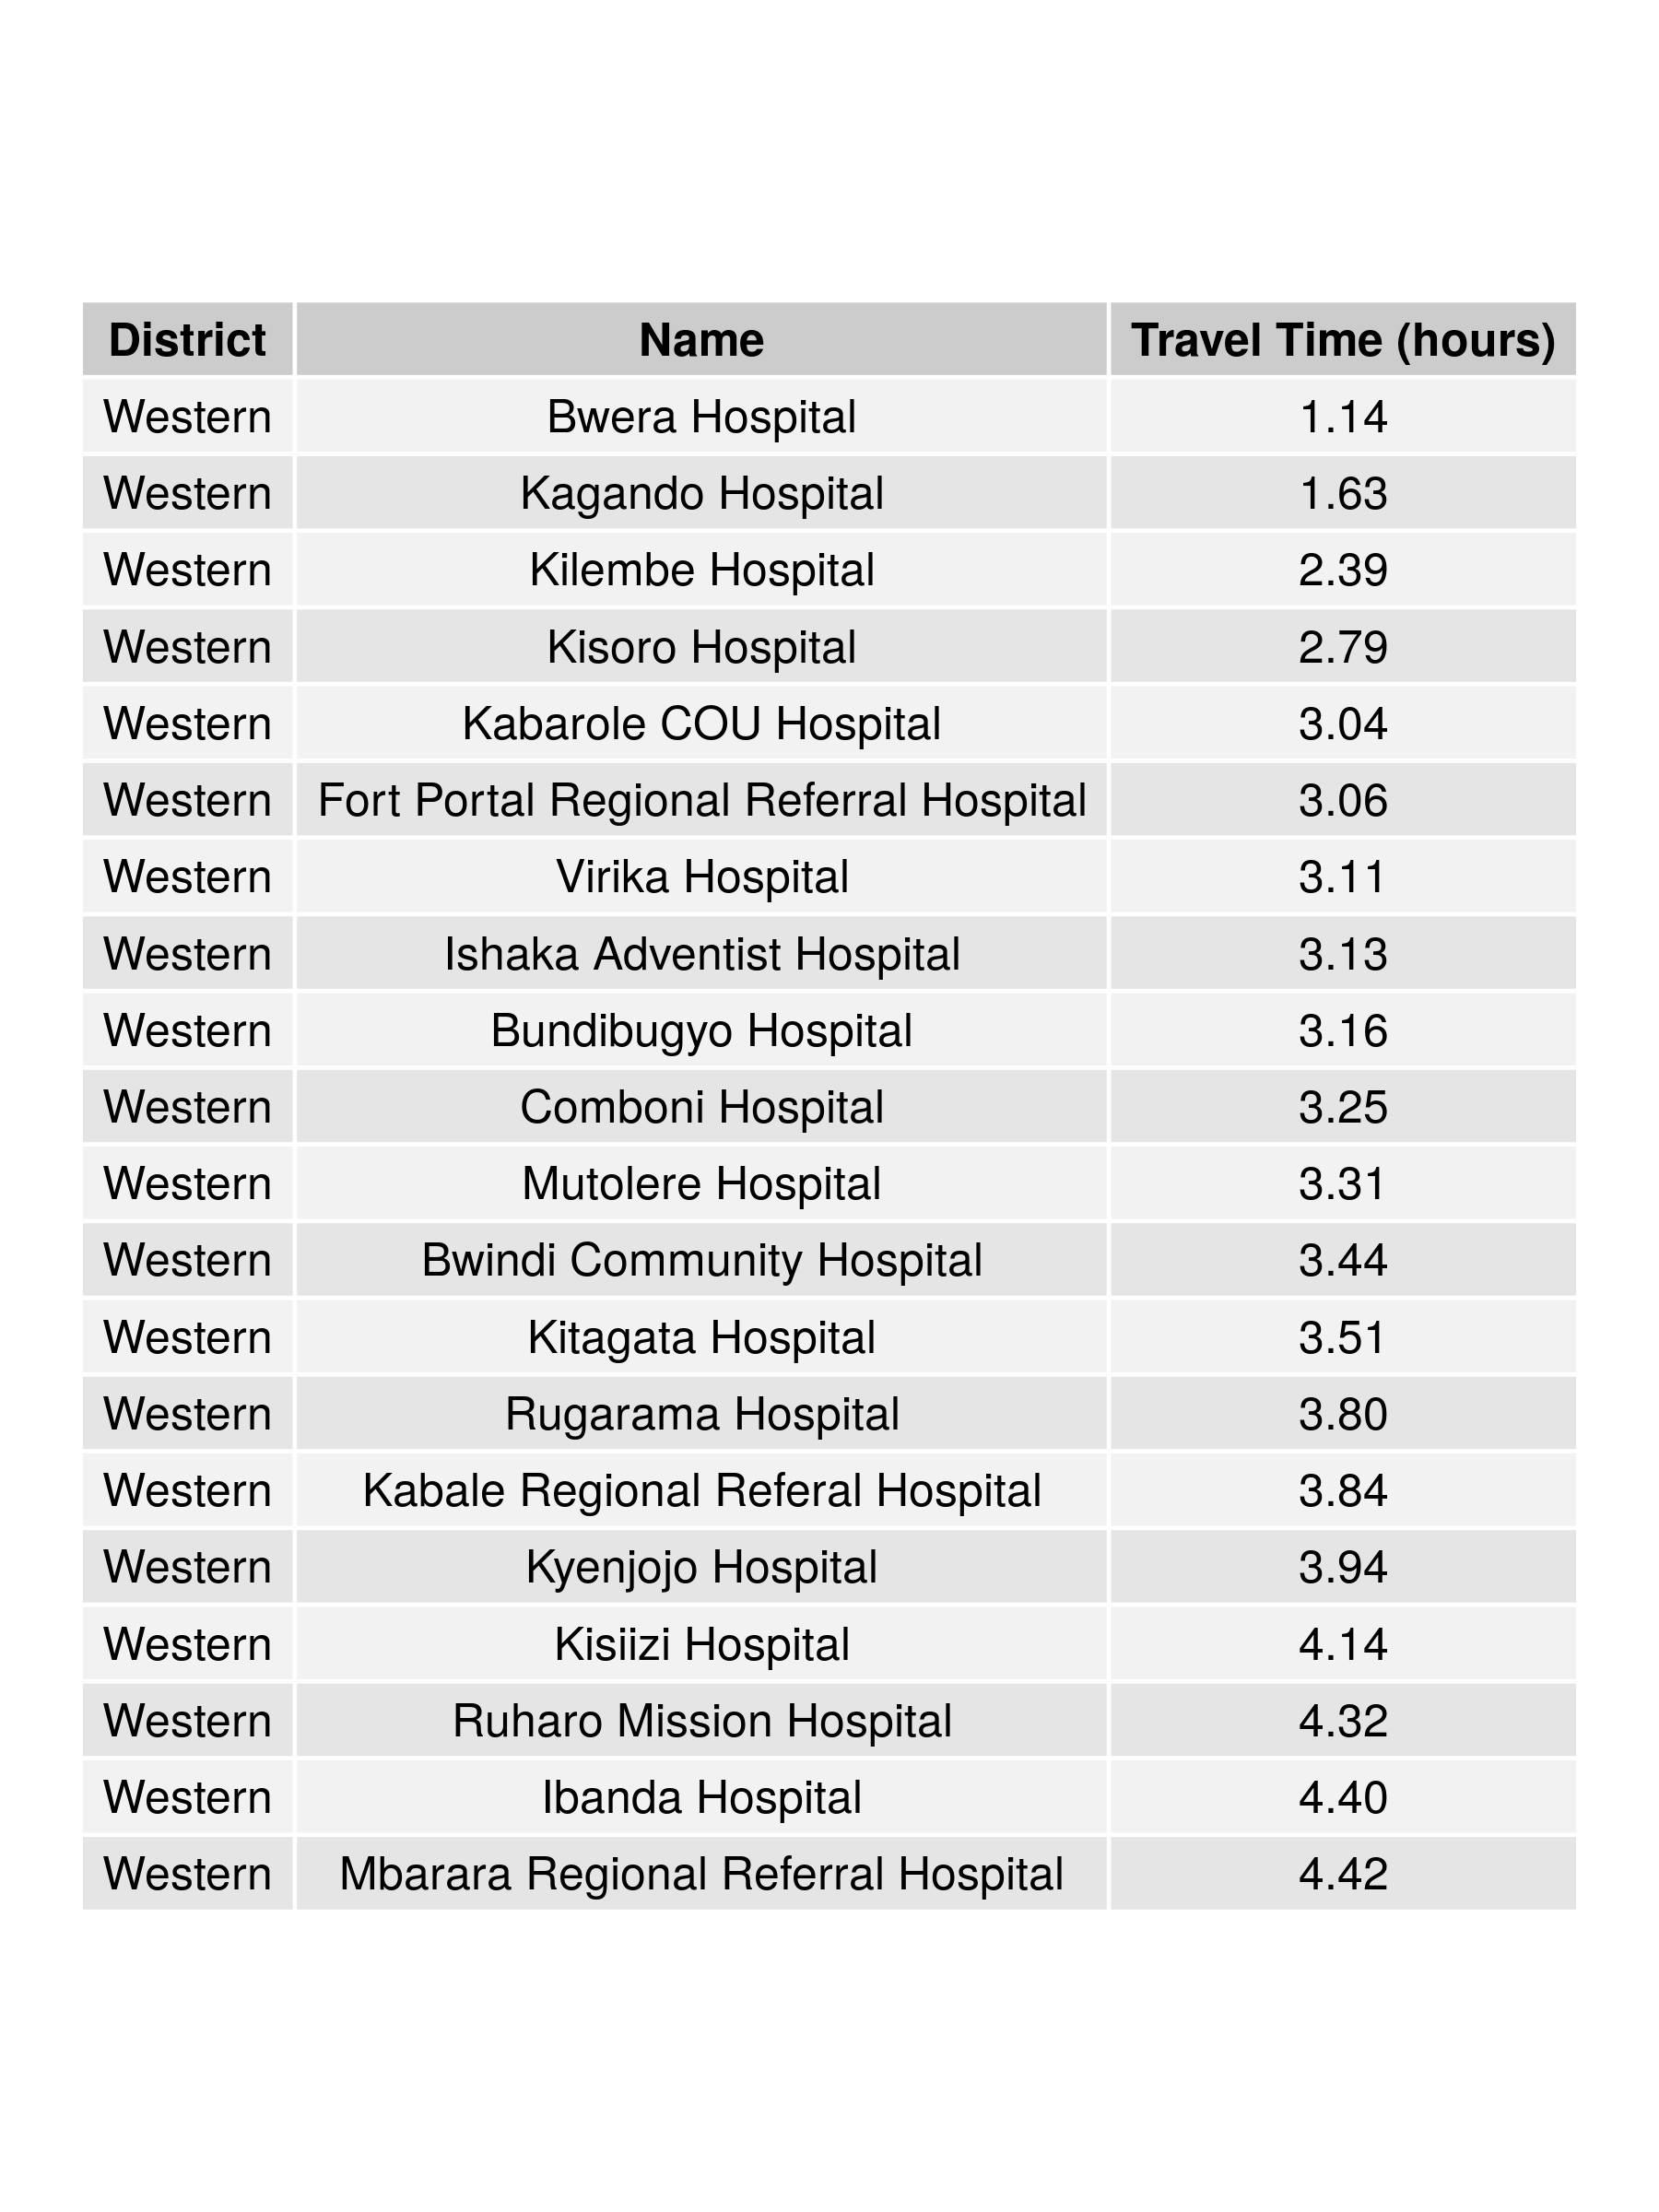 District Name Travel Time (hours)
Western Bwera Hospital 1.14
Western Kagando Hospital 1.63
Western Kilembe Hospital 2.39
Western Kisoro Hospital 2.79
Western Kabarole COU Hospital 3.04
Western Fort Portal Regional Referral Hospital 3.06
Western Virika Hospital 3.11
Western Ishaka Adventist Hospital 3.13
Western Bundibugyo Hospital 3.16
Western Comboni Hospital 3.25
Western Mutolere Hospital 3.31
Western Bwindi Community Hospital 3.44
Western Kitagata Hospital 3.51
Western Rugarama Hospital 3.80
Western Kabale Regional Referal Hospital 3.84
Western Kyenjojo Hospital 3.94
Western Kisiizi Hospital 4.14
Western Ruharo Mission Hospital 4.32
Western Ibanda Hospital 4.40
Western Mbarara Regional Referral Hospital 4.42